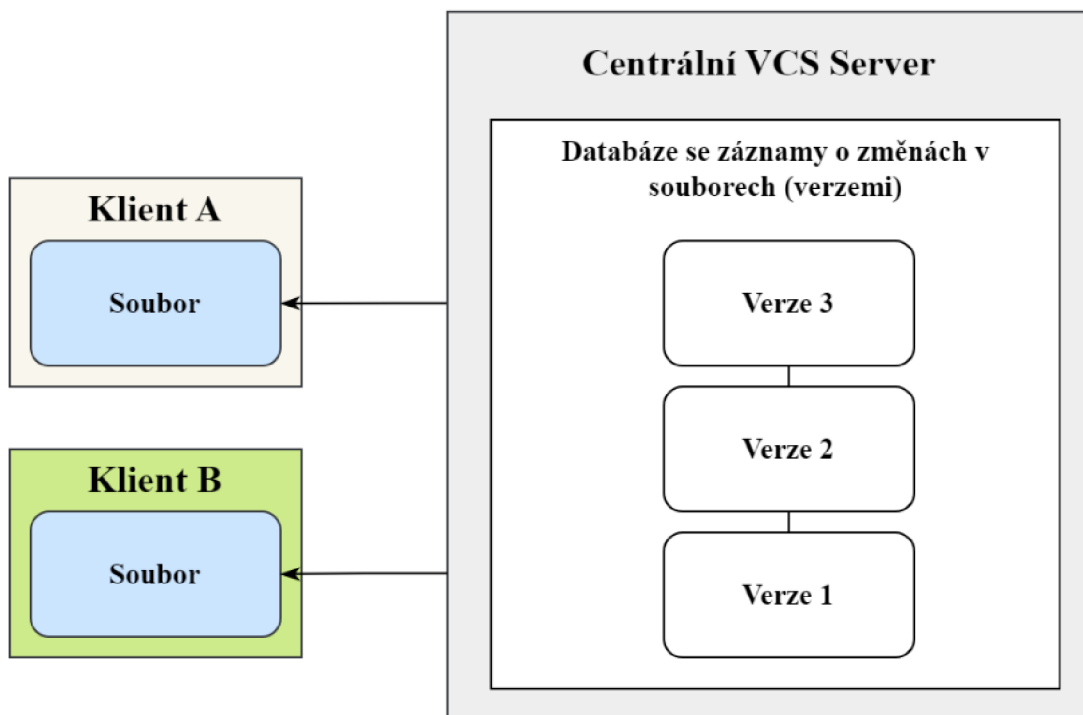 Centrální VCS Server
Databáze se záznamy o změnách v
souborech (verzemi)
Klient A
Soubor
Verze 3
Verze 2
Klient B
Soubor
Verze 1